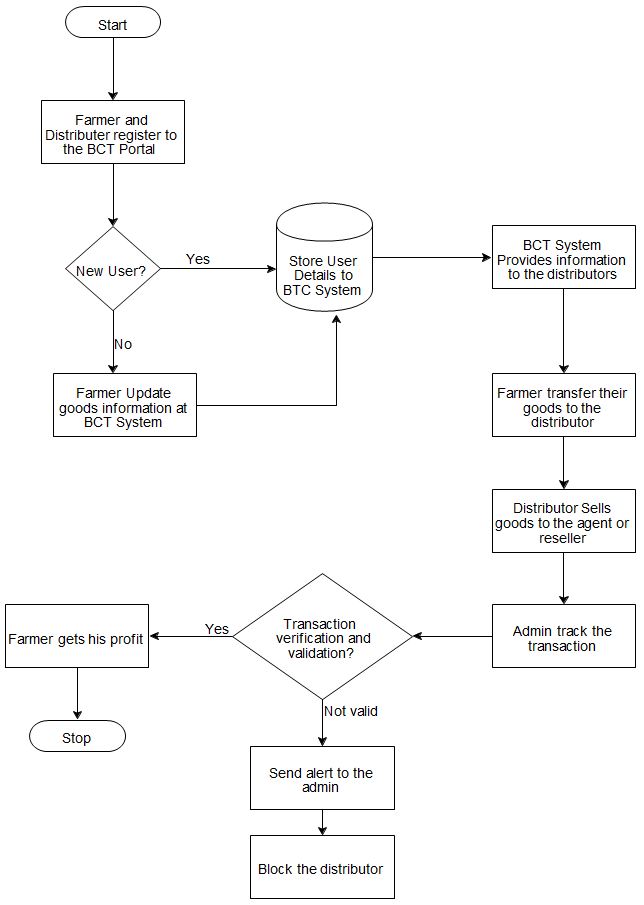 Start
Farmer and
Distributer register to
the BCT Portal
New User?
Yes
Store User
Details to
BTC System
BCT System
Provides information
to the distributors
No
Farmer Update
goods information at
BCT System
Farmer transfer their
goods to the
distributor
Distributor Sells
goods to the agent or
reseller
Admin track the
transaction
Transaction
verification and
validation?
Yes
Farmer gets his profit
Stop
Not valid
Send alert to the
admin
Block the distributor